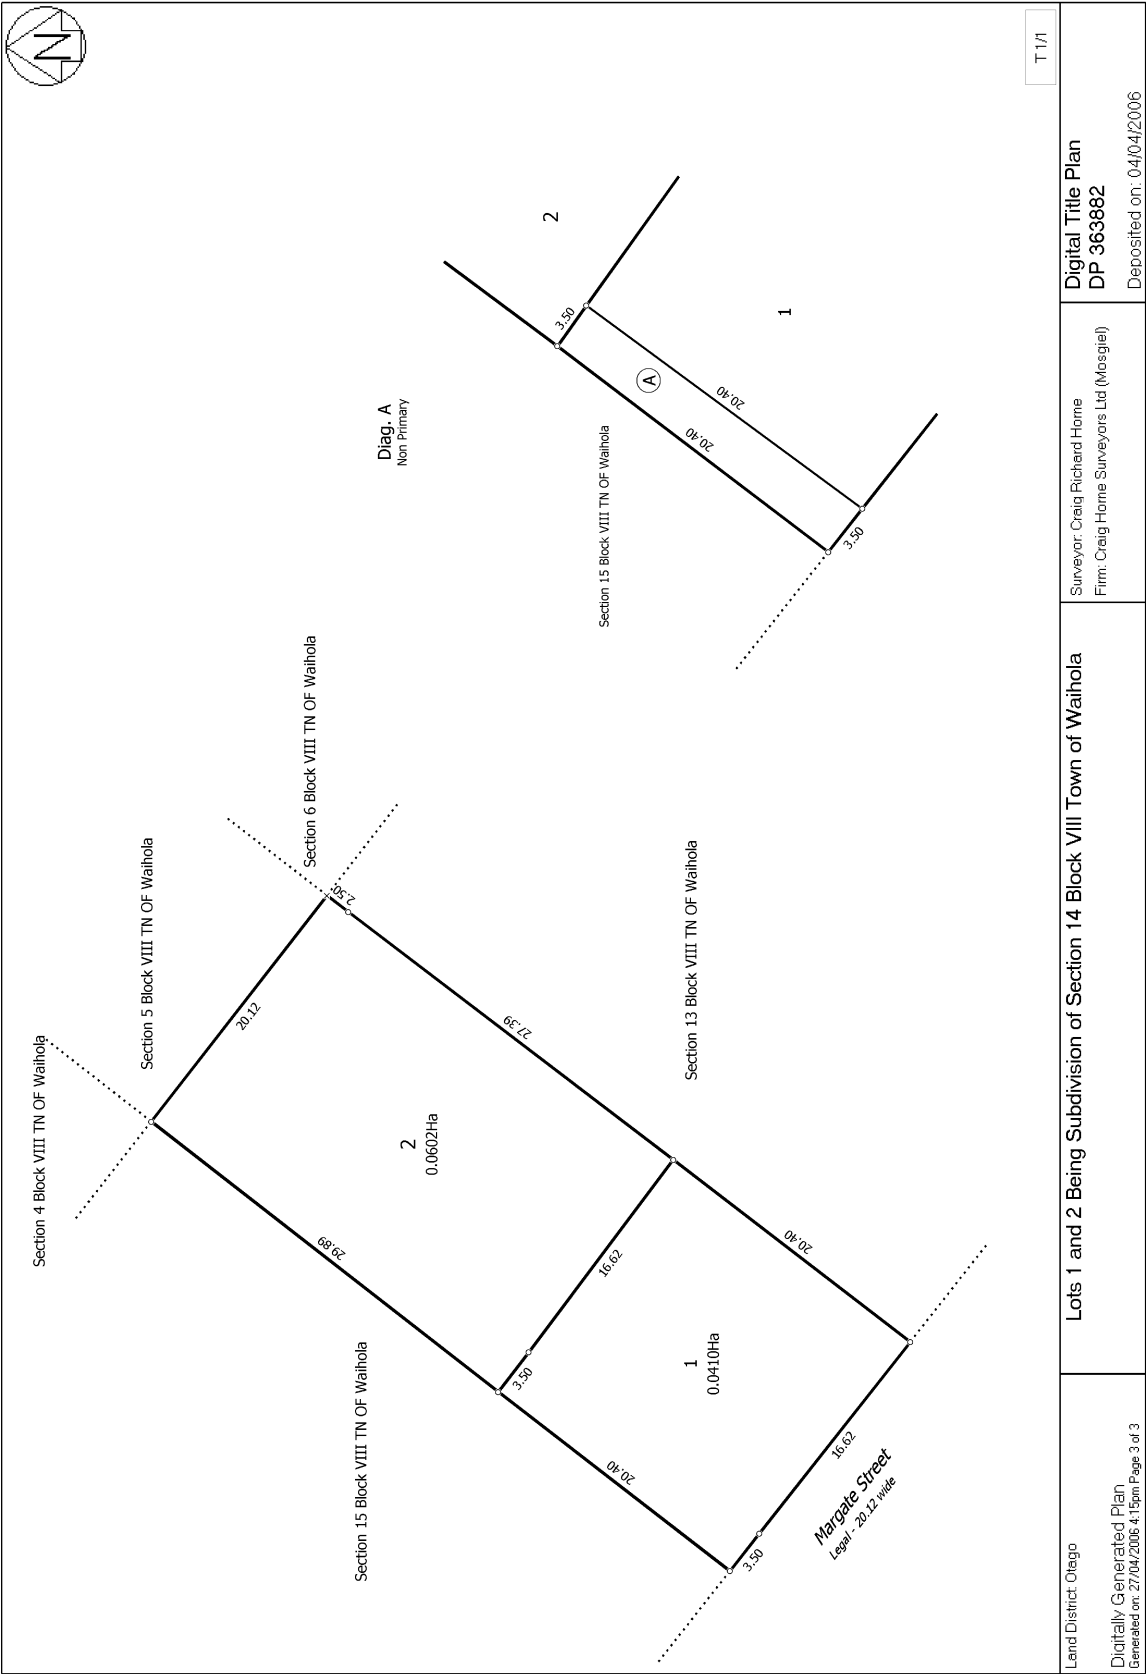 N
Section 4 Block VIII TN OF Waihola
Section 5 Block VIII TN OF Waihola
Section 6 Block VIII TN OF Waihola
20.12
2.50
2
0.0602Ha
29.89
27.39
Section 15 Block VIII TN OF Waihola
Section 13 Block VIII TN OF Waihola
3.50
16.62
20.40
20.40
1
0.0410Ha
3.50
16.62
Margate Street
Legal - 20.12 wide
Diag. A
Non Primary
2
3.50
A
1
20.40
20.40
Section 15 Block VIII TN OF Waihola
3.50
T 1/1
Land District: Otago
Digitally Generated Plan
Generated on: 27/04/2006 4:15pm Page 3 of 3
Lots 1 and 2 Being Subdivision of Section 14 Block VIII Town of Waihola
Surveyor: Craig Richard Horne
Firm: Craig Horne Surveyors Ltd (Mosgiel)
Digital Title Plan
DP 363882
Deposited on: 04/04/2006